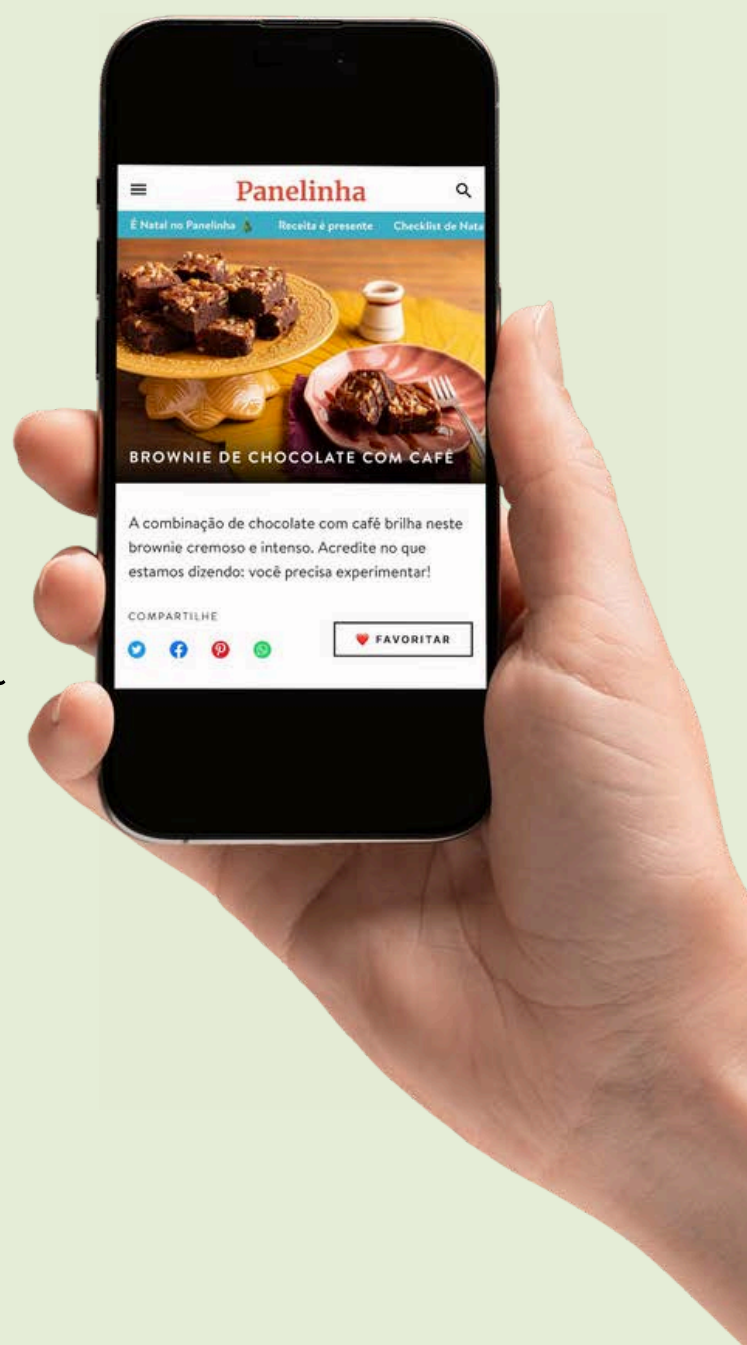 Panelinha
É Natal no Panelinha Receita é presente Checklist de Nata
BROWNIE DE CHOCOLATE COM CAFÉ
A combinação de chocolate com café brilha neste
brownie cremoso e intenso. Acredite no que
estamos dizendo: você precisa experimentar!
COMPARTILHE
FAVORITAR